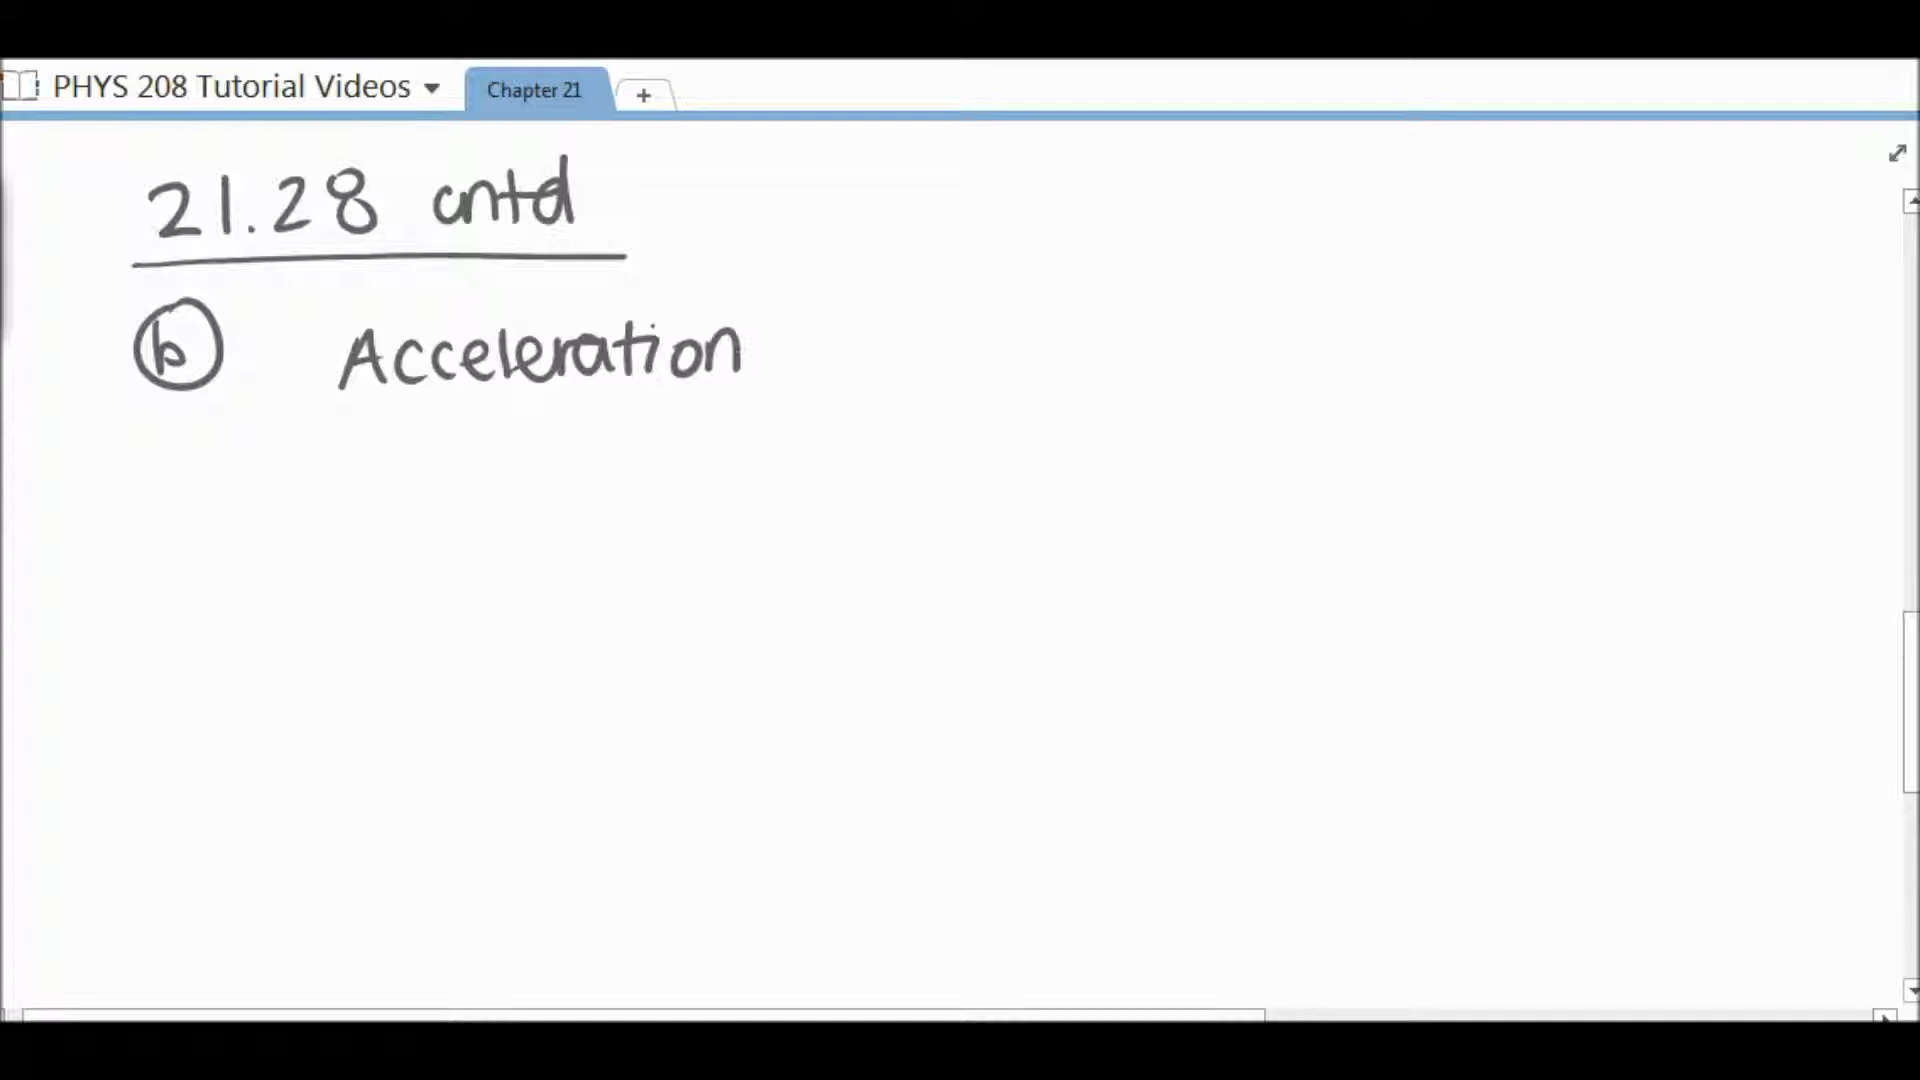 PHYS 208 Tutorial Videos Chapter 21 +
21.28 cntd
b Acceleration